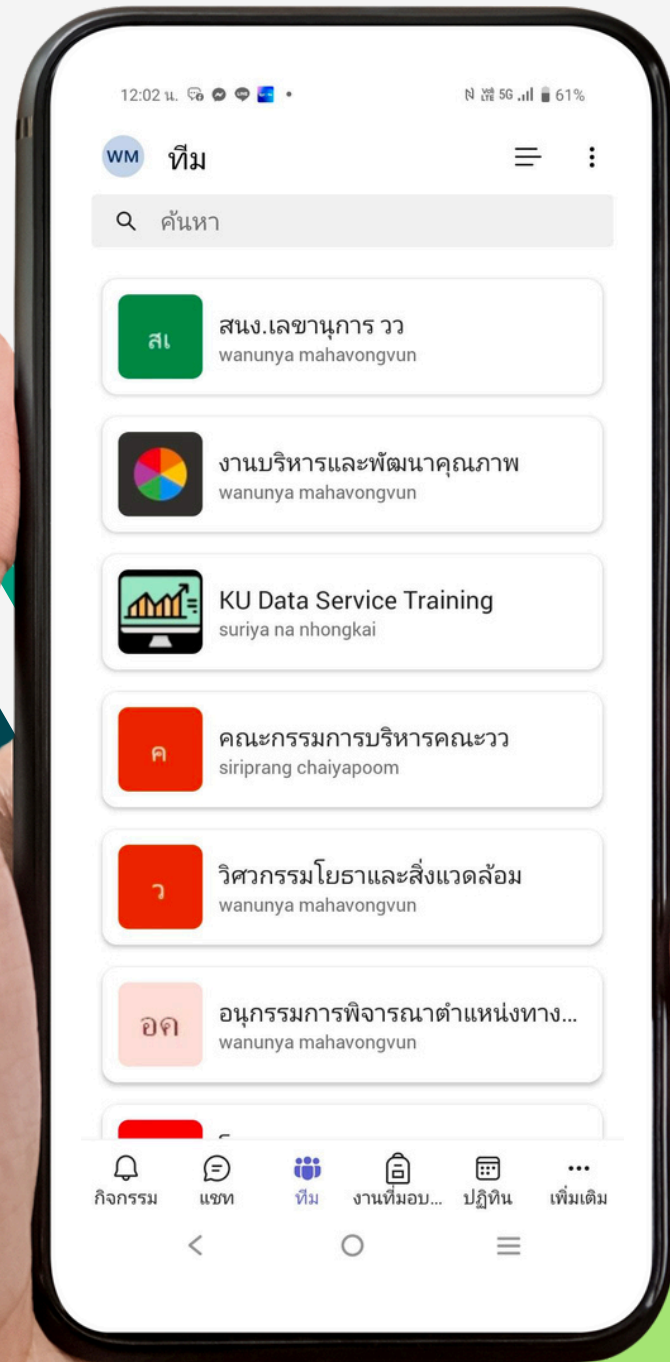 12:02 น.
5G 61%
WM ทีม
ค้นหา
สเ
สนง.เลขานุการ วว
wanunya mahavongvun
งานบริหารและพัฒนาคุณภาพ
wanunya mahavongvun
KU Data Service Training
suriya na nhongkai
ค
คณะกรรมการบริหารคณะวว
siriprang chaiyapoom
ว
วิศวกรรมโยธาและสิ่งแวดล้อม
wanunya mahavongvun
อค
อนุกรรมการพิจารณาตำแหน่งทาง...
wanunya mahavongvun
กิจกรรม แชท ทีม งานที่มอบ... ปฏิทิน เพิ่มเติม